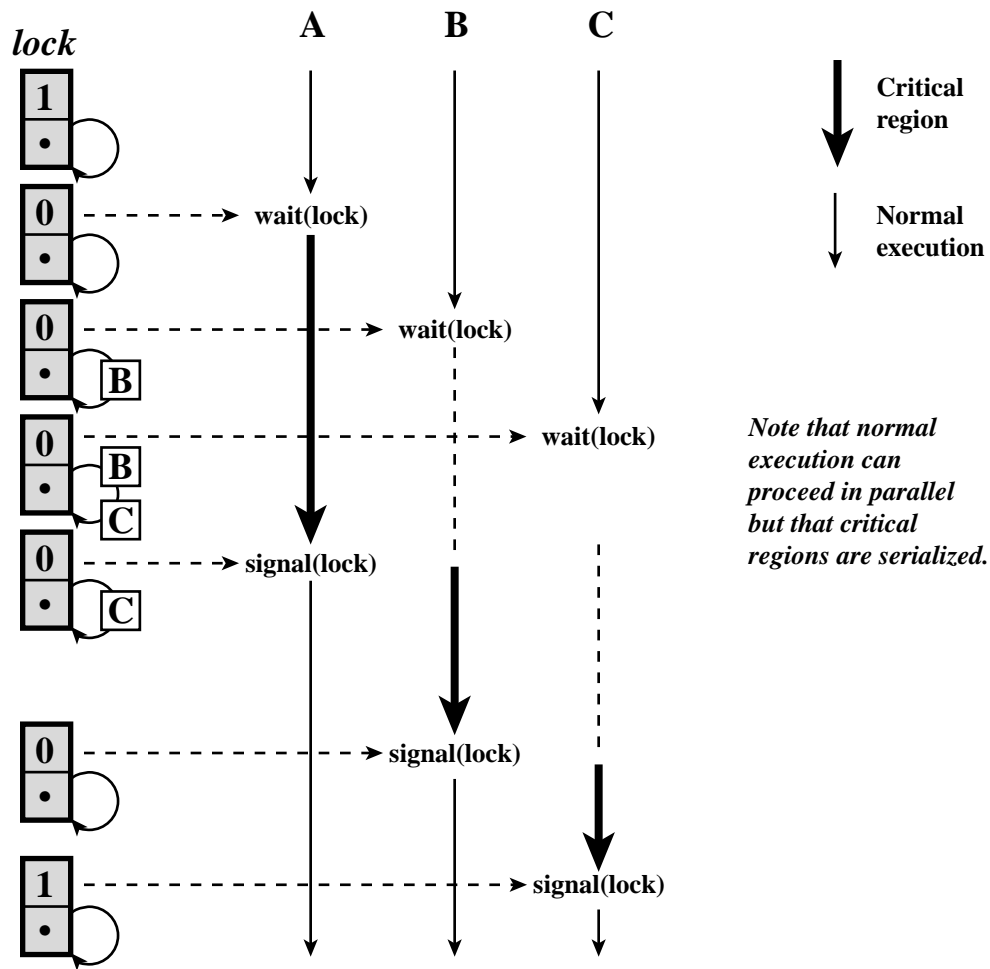 A B C
lock
1
Critical
region
0
wait(lock)
Normal
execution
0
wait(lock)
B
0
wait(lock)
B
C
Note that normal
execution can
proceed in parallel
but that critical
regions are serialized.
0
signal(lock)
C
0
signal(lock)
1
signal(lock)